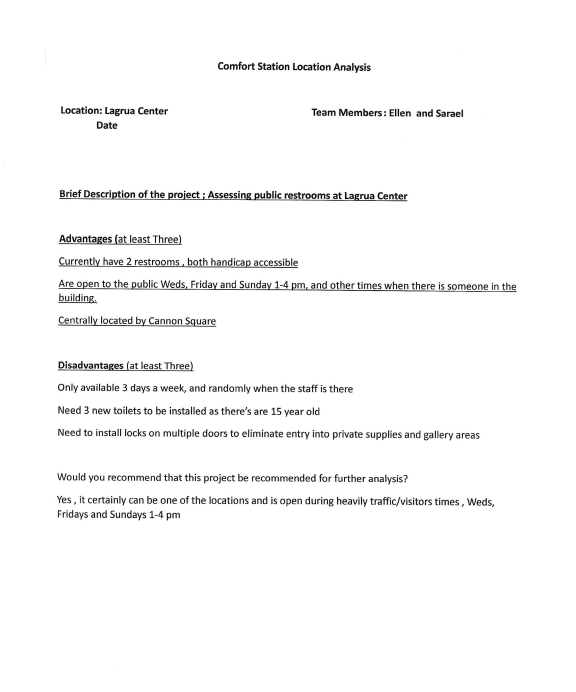 Comfort Station Location Analysis
Location: Lagrua Center
Team Members: Ellen and Sarael
Date
Brief Description of the project ; Assessing public restrooms at Lagrua Center
Advantages (at least Three)
Currently have 2 restrooms , both handicap accessible
Are open to the public Weds, Friday and Sunday 1-4 pm, and other times when there is someone in the
building.
Centrally located by Cannon Square
Disadvantages (at least Three)
Only available 3 days a week, and randomly when the staff is there
Need 3 new toilets to be installed as there's are 15 year old
Need to install locks on multiple doors to eliminate entry into private supplies and gallery areas
Would you recommend that this project be recommended for further analysis?
Yes , it certainly can be one of the locations and is open during heavily traffic/visitors times , Weds,
Fridays and Sundays 1-4 pm